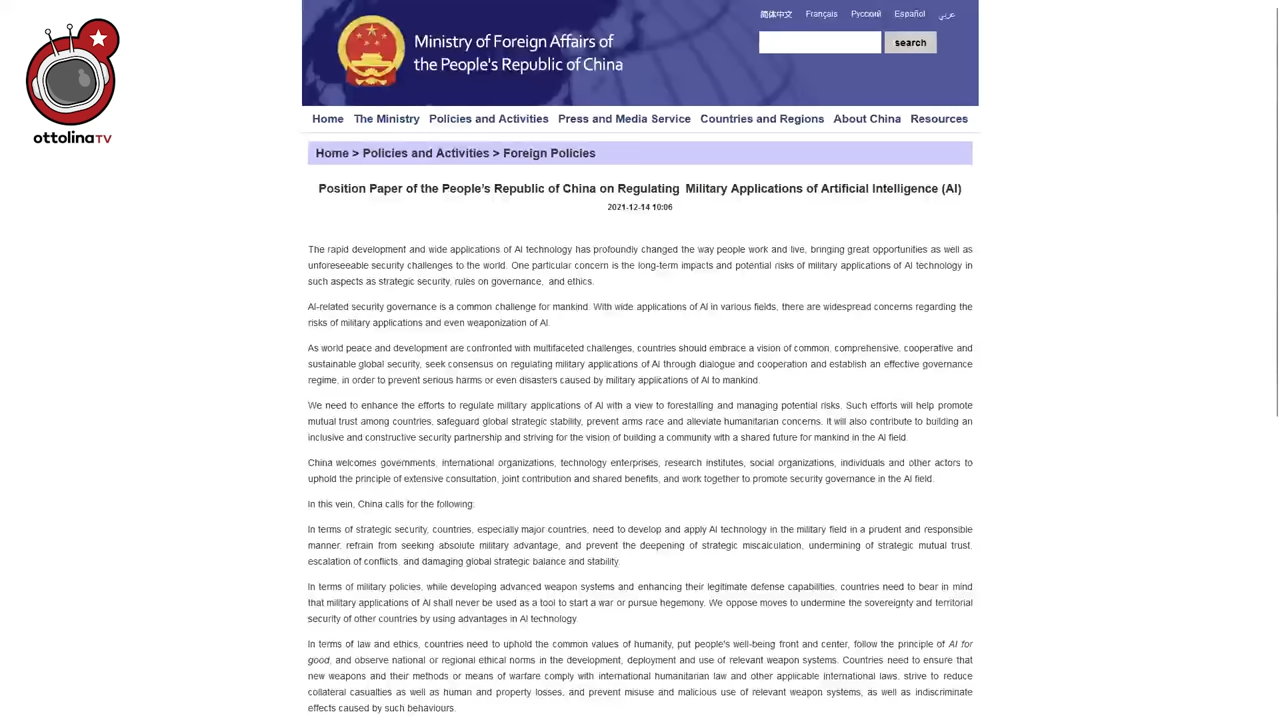 简体中文 Français Русский Español عربي
Ministry of Foreign Affairs of
the People's Republic of China
search
ottolinaTV
Home The Ministry Policies and Activities Press and Media Service Countries and Regions About China Resources
Home > Policies and Activities > Foreign Policies
Position Paper of the People's Republic of China on Regulating Military Applications of Artificial Intelligence (AI)
2021-12-14 10:06
The rapid development and wide applications of AI technology has profoundly changed the way people work and live, bringing great opportunities as well as
unforeseeable security challenges to the world. One particular concern is the long-term impacts and potential risks of military applications of AI technology in
such aspects as strategic security, rules on governance, and ethics.
AI-related security governance is a common challenge for mankind. With wide applications of AI in various fields, there are widespread concerns regarding the
risks of military applications and even weaponization of AI.
As world peace and development are confronted with multifaceted challenges, countries should embrace a vision of common, comprehensive, cooperative and
sustainable global security, seek consensus on regulating military applications of AI through dialogue and cooperation and establish an effective governance
regime, in order to prevent serious harms or even disasters caused by military applications of AI to mankind.
We need to enhance the efforts to regulate military applications of AI with a view to forestalling and managing potential risks. Such efforts will help promote
mutual trust among countries, safeguard global strategic stability, prevent arms race and alleviate humanitarian concerns. It will also contribute to building an
inclusive and constructive security partnership and striving for the vision of building a community with a shared future for mankind in the AI field.
China welcomes governments, international organizations, technology enterprises, research institutes, social organizations, individuals and other actors to
uphold the principle of extensive consultation, joint contribution and shared benefits, and work together to promote security governance in the AI field.
In this vein, China calls for the following:
In terms of strategic security, countries, especially major countries, need to develop and apply AI technology in the military field in a prudent and responsible
manner, refrain from seeking absolute military advantage, and prevent the deepening of strategic miscalculation, undermining of strategic mutual trust,
escalation of conflicts, and damaging global strategic balance and stability.
In terms of military policies, while developing advanced weapon systems and enhancing their legitimate defense capabilities, countries need to bear in mind
that military applications of AI shall never be used as a tool to start a war or pursue hegemony. We oppose moves to undermine the sovereignty and territorial
security of other countries by using advantages in AI technology.
In terms of law and ethics, countries need to uphold the common values of humanity, put people's well-being front and center, follow the principle of AI for
good, and observe national or regional ethical norms in the development, deployment and use of relevant weapon systems. Countries need to ensure that
new weapons and their methods or means of warfare comply with international humanitarian law and other applicable international laws, strive to reduce
collateral casualties as well as human and property losses, and prevent misuse and malicious use of relevant weapon systems, as well as indiscriminate
effects caused by such behaviours.